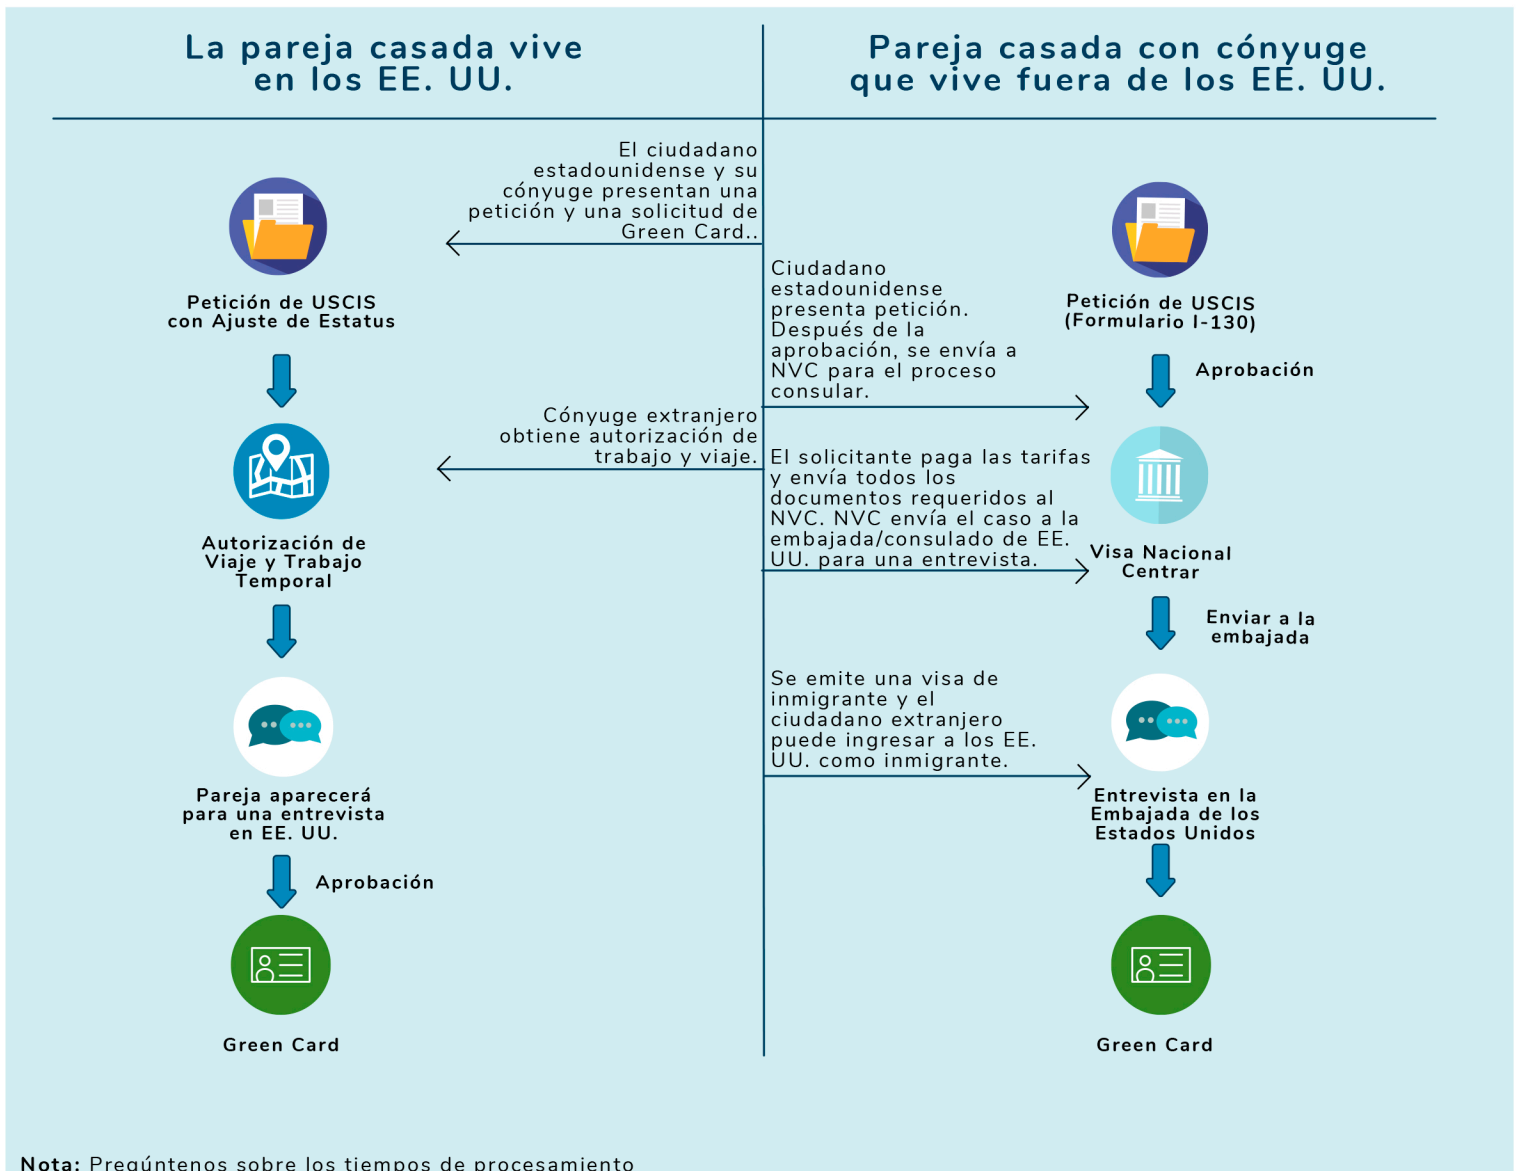 La pareja casada vive
en los EE. UU.
Pareja casada con cónyuge
que vive fuera de los EE. UU.
El ciudadano
estadounidense y su
cónyuge presentan una
petición y una solicitud de
Green Card..
Petición de USCIS
con Ajuste de Estatus
Cónyuge extranjero
obtiene autorización de
trabajo y viaje.
Autorización de
Viaje y Trabajo
Temporal
Pareja aparecerá
para una entrevista
en EE. UU.
Aprobación
Green Card
Ciudadano
estadounidense
presenta petición.
Después de la
aprobación, se envía a
NVC para el proceso
consular.
Petición de USCIS
(Formulario I-130)
Aprobación
El solicitante paga las tarifas
y envía todos los
documentos requeridos al
NVC. NVC envía el caso a la
embajada/consulado de EE.
UU. para una entrevista.
Visa Nacional
Centrar
Enviar a la
embajada
Se emite una visa de
inmigrante y el
ciudadano extranjero
puede ingresar a los EE.
UU. como inmigrante.
Entrevista en la
Embajada de los
Estados Unidos
Green Card
Nota: Pregúntenos sobre los tiempos de procesamiento